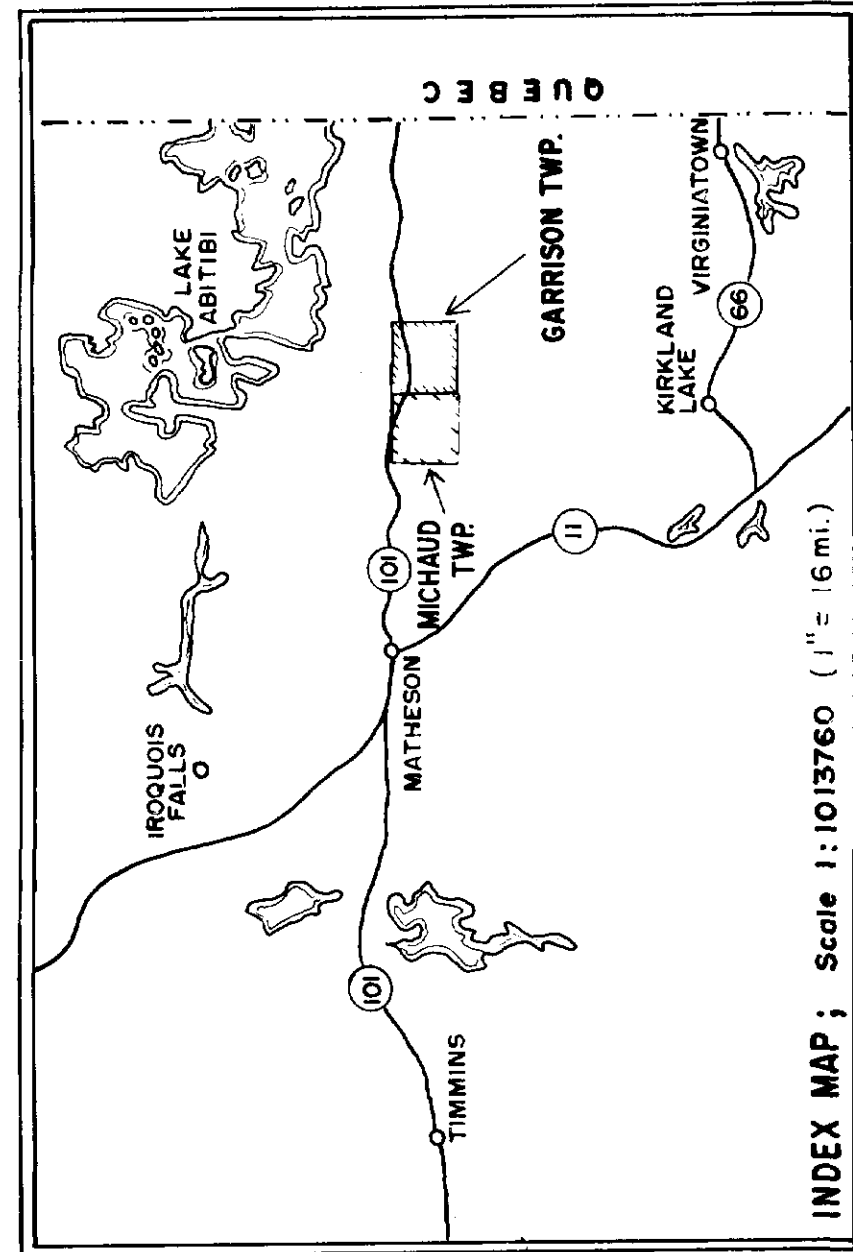 QUEBEC
LAKE
ABITIBI
IROQUOIS
FALLS
GARRISON TWP.
MICHAUD
TWP.
101
MATHESON
101
TIMMINS
11
KIRKLAND
LAKE
66
VIRGINIATOWN
INDEX MAP ; Scale 1:1013760 ( 1" = 16 mi.)